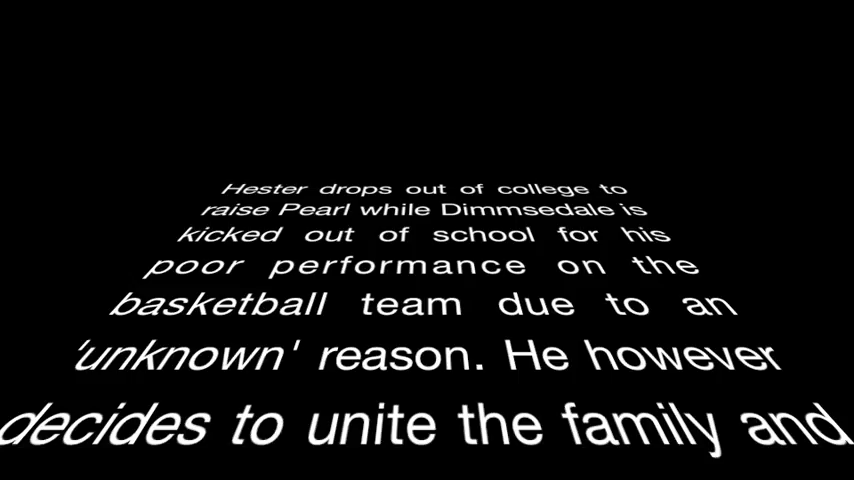 Hester drops out of college to
raise Pearl while Dimmsedale is
kicked out of school for his
poor performance on the
basketball team due to an
'unknown' reason. He however
decides to unite the family and